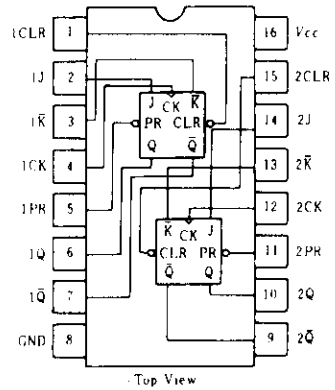 1CLR 1 16 Vcc
1J 2 15 2CLR
1K̅ 3 14 2J
1CK 4 13 2K̅
1PR 5 12 2CK
1Q 6 11 2PR
1Q̅ 7 10 2Q
GND 8 9 2Q̅
J CK K̅
PR CLR
Q Q̅
K̅ CK J
CLR PR
Q̅ Q
Top View